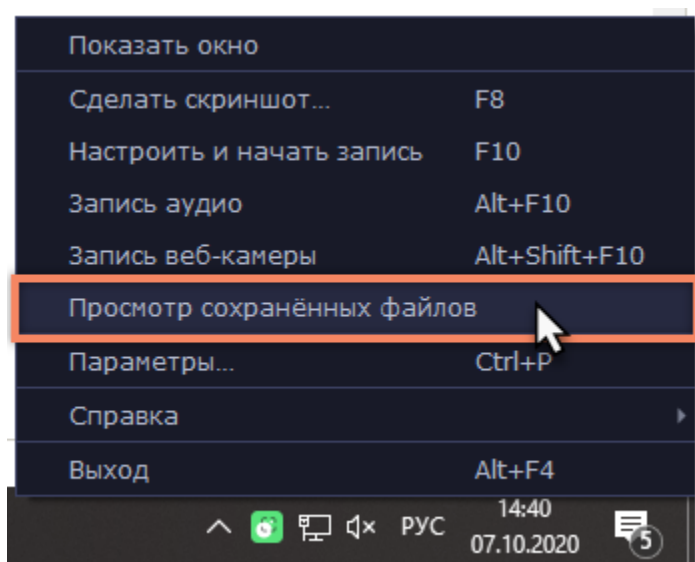 Показать окно
Сделать скриншот... F8
Настроить и начать запись F10
Запись аудио Alt+F10
Запись веб-камеры Alt+Shift+F10
Просмотр сохранённых файлов
Параметры... Ctrl+P
Справка
Выход Alt+F4
РУС 14:40
07.10.2020 5